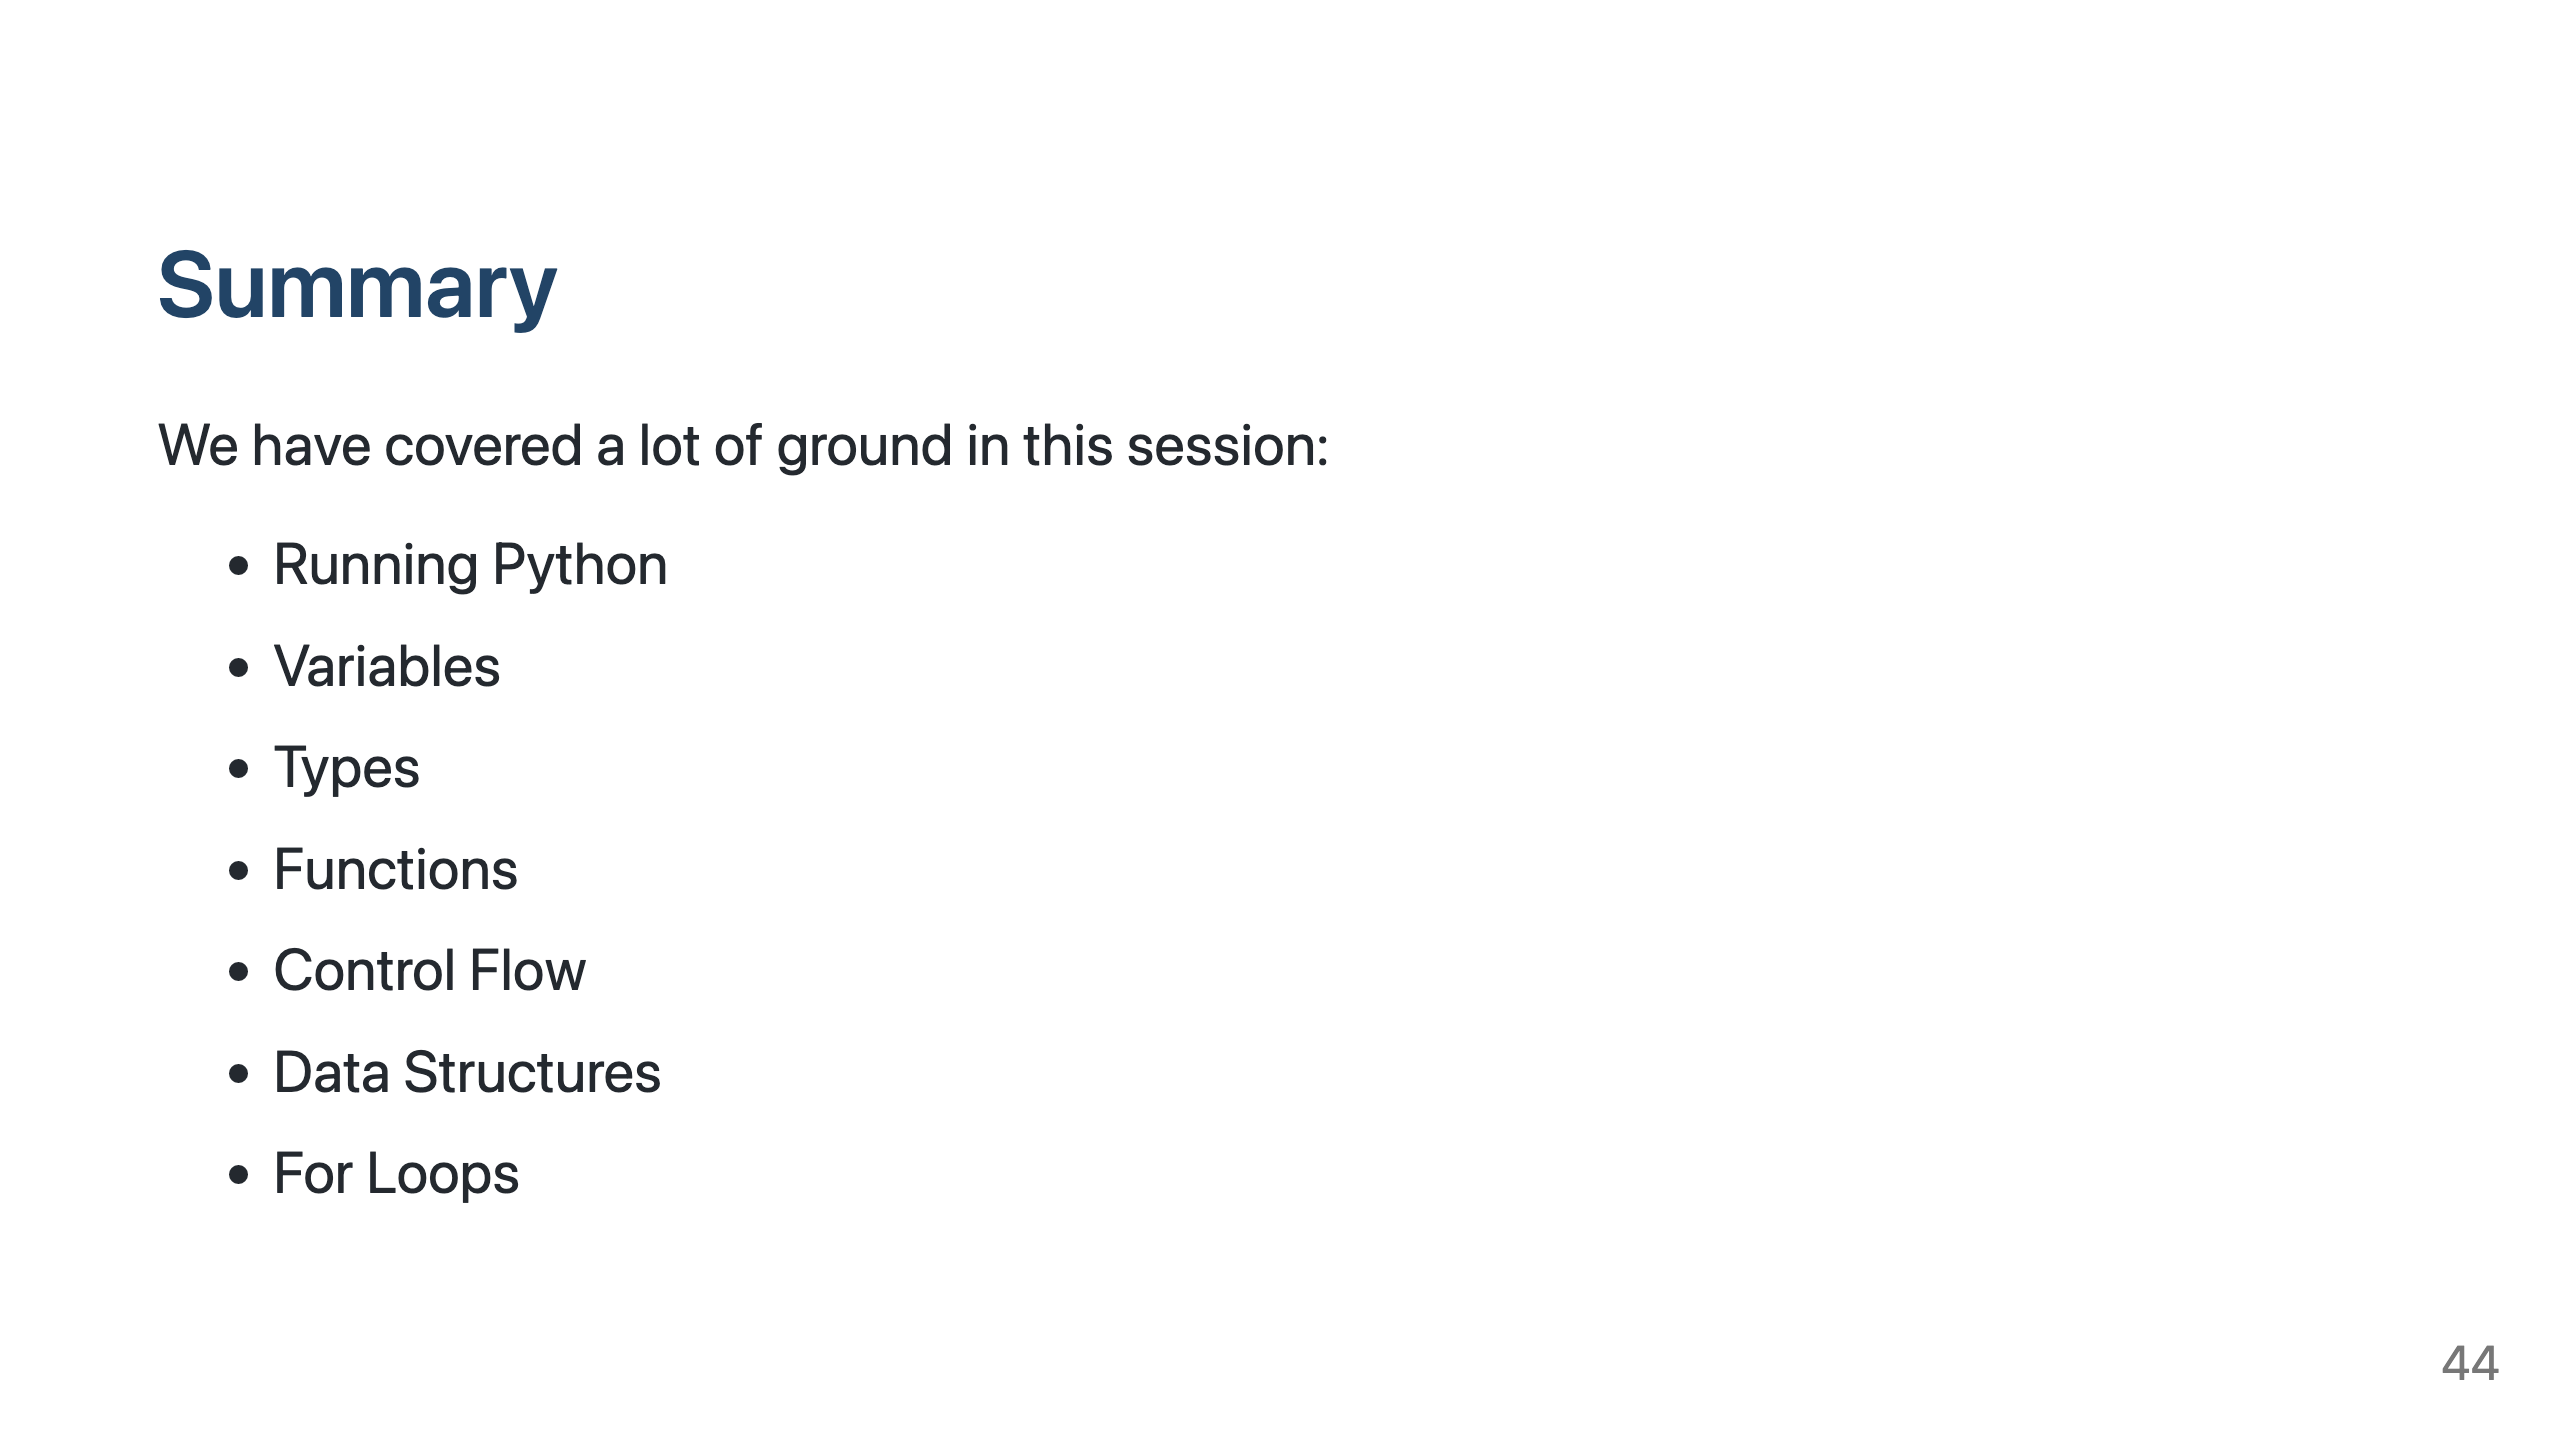 Summary
We have covered a lot of ground in this session:
• Running Python
• Variables
• Types
• Functions
• Control Flow
• Data Structures
• For Loops
44